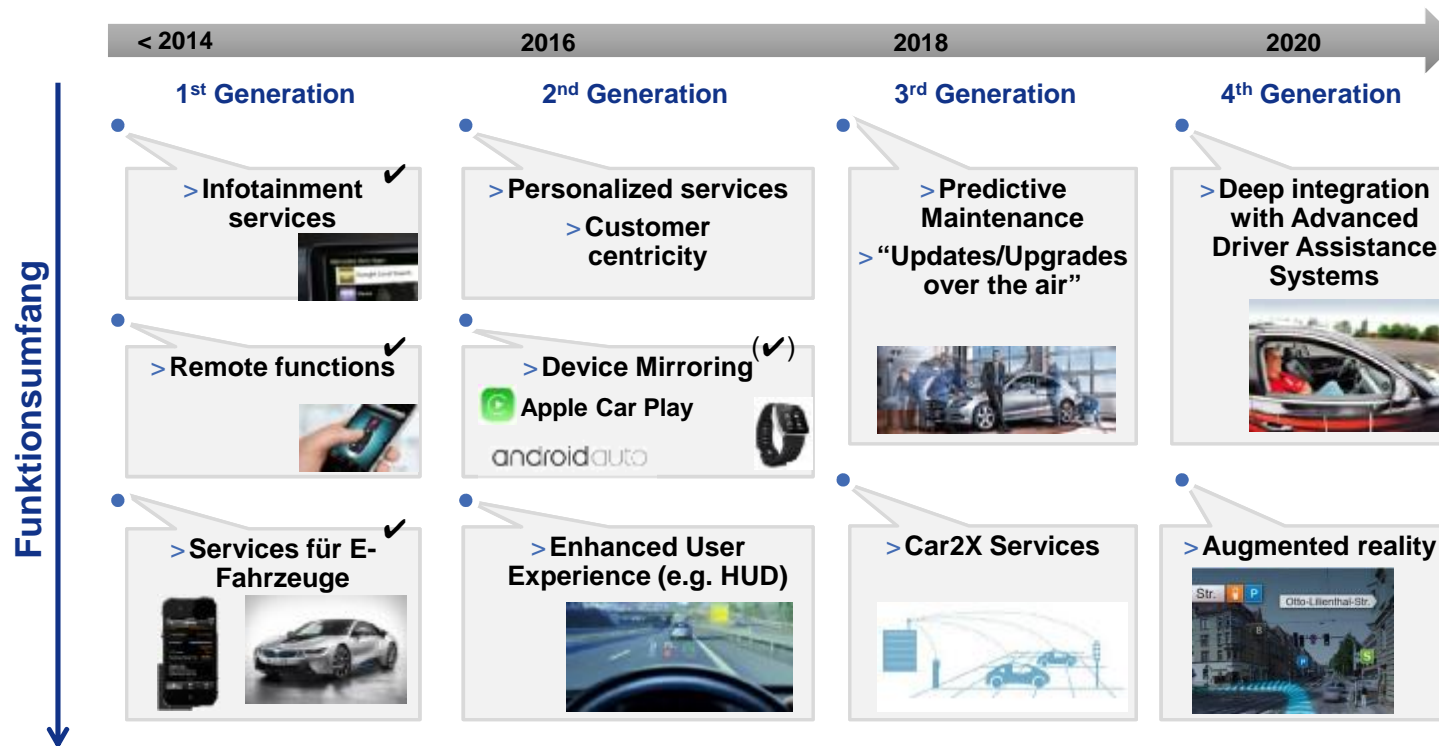 < 2014
2016
2018
2020
1st Generation
2nd Generation
3rd Generation
4th Generation
Funktionsumfang
>Infotainment ✔
services
>Personalized services
>Customer
centricity
>Predictive
Maintenance
>“Updates/Upgrades
over the air”
>Deep integration
with Advanced
Driver Assistance
Systems
>Remote functions ✔
>Device Mirroring (✔)
Apple Car Play
androidauto
>Services für E- ✔
Fahrzeuge
>Enhanced User
Experience (e.g. HUD)
>Car2X Services
>Augmented reality
Str.
P
Otto-Lilienthal-Str.
B
P
S